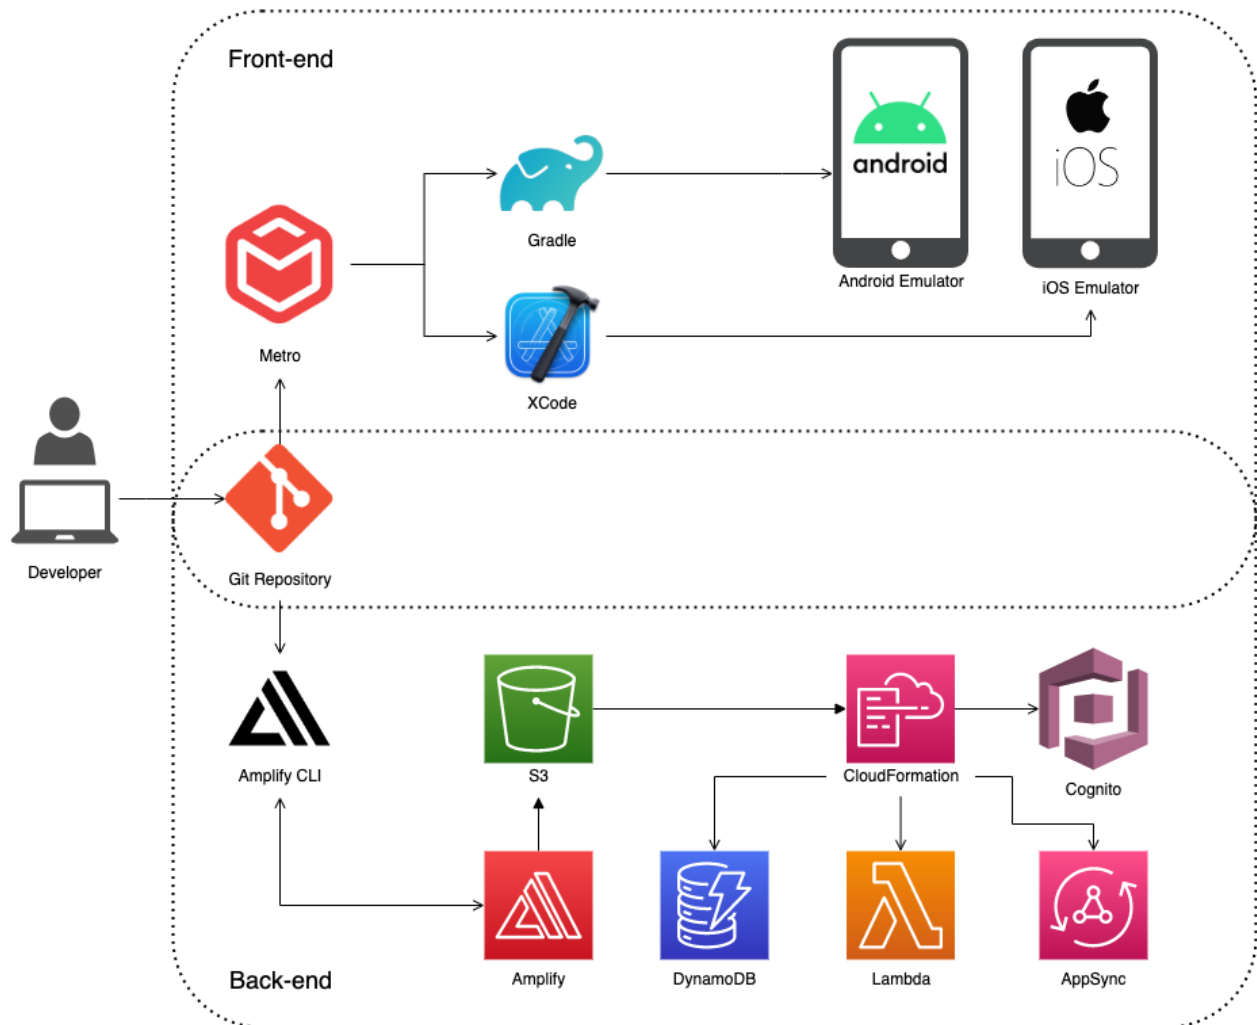 Front-end
android
iOS
Gradle
Android Emulator
iOS Emulator
Metro
XCode
Developer
Git Repository
Amplify CLI
S3
CloudFormation
Cognito
Amplify
DynamoDB
Lambda
AppSync
Back-end